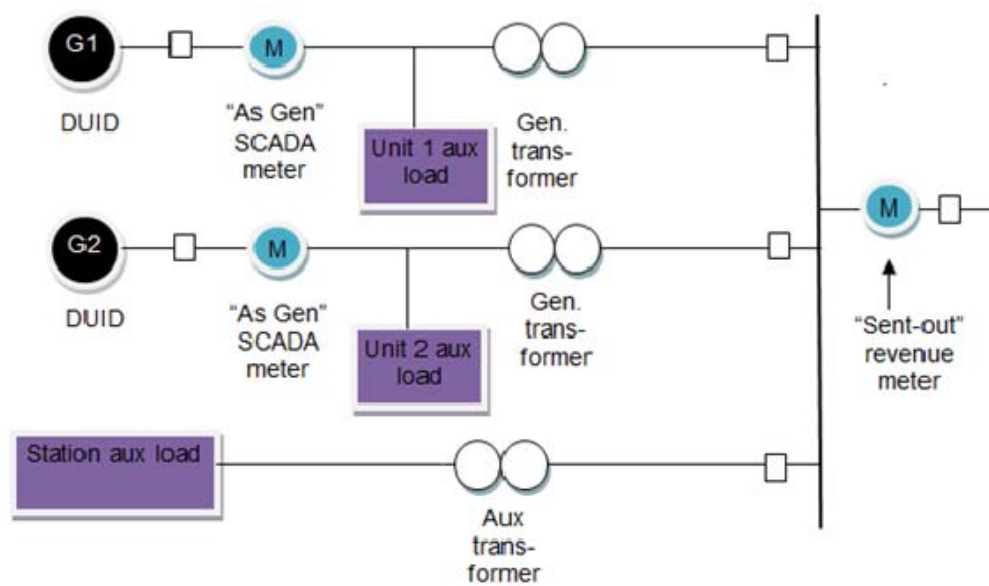 G1
M
DUID
“As Gen”
SCADA
meter
Unit 1 aux
load
Gen.
trans-
former
G2
M
DUID
“As Gen”
SCADA
meter
Unit 2 aux
load
Gen.
trans-
former
M
“Sent-out”
revenue
meter
Station aux load
Aux
trans-
former